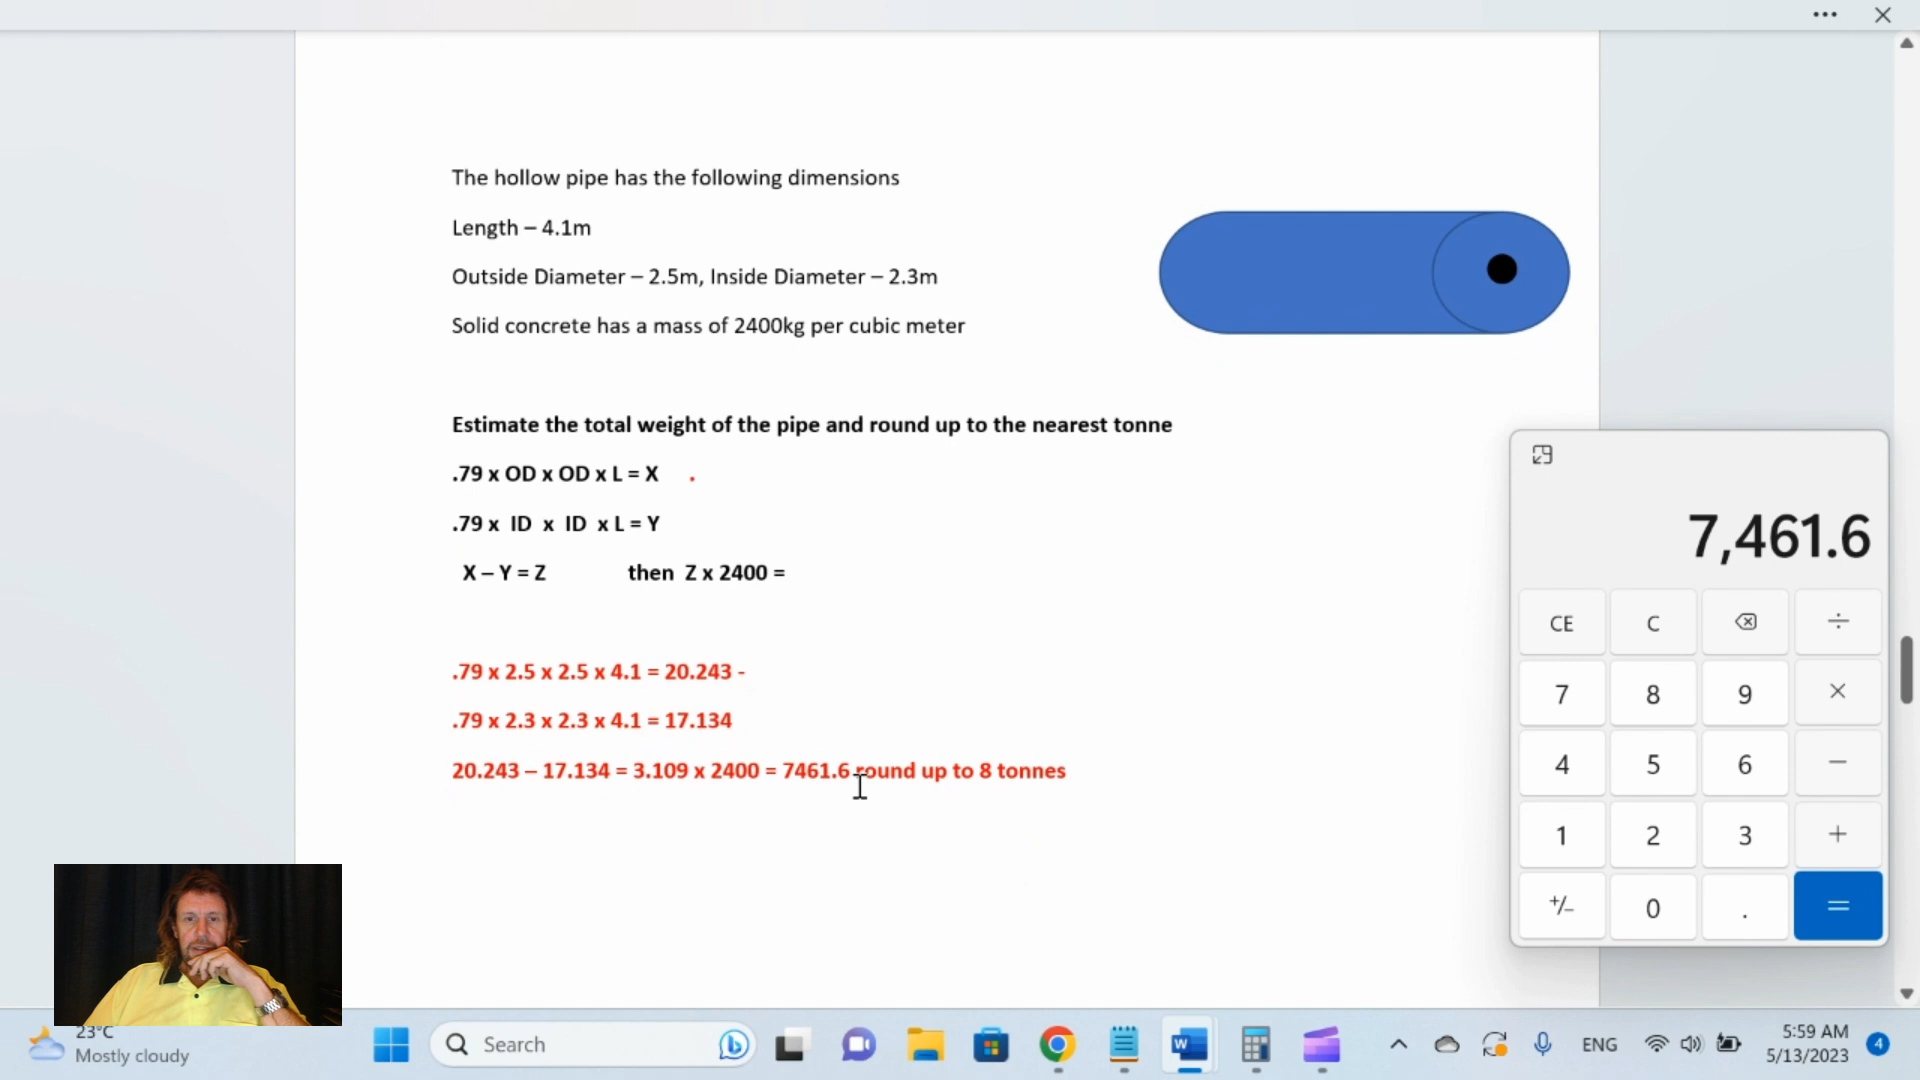 The hollow pipe has the following dimensions
Length – 4.1m
Outside Diameter – 2.5m, Inside Diameter – 2.3m
Solid concrete has a mass of 2400kg per cubic meter
Estimate the total weight of the pipe and round up to the nearest tonne
.79 x OD x OD x L = X .
.79 x ID x ID x L = Y
X – Y = Z then Z x 2400 =
.79 x 2.5 x 2.5 x 4.1 = 20.243 -
.79 x 2.3 x 2.3 x 4.1 = 17.134
20.243 – 17.134 = 3.109 x 2400 = 7461.6 round up to 8 tonnes
7,461.6
CE C ÷
7 8 9 ×
4 5 6 −
1 2 3 +
+/− 0 . =
23°C
Mostly cloudy
Search
W
ENG
5:59 AM
5/13/2023
4